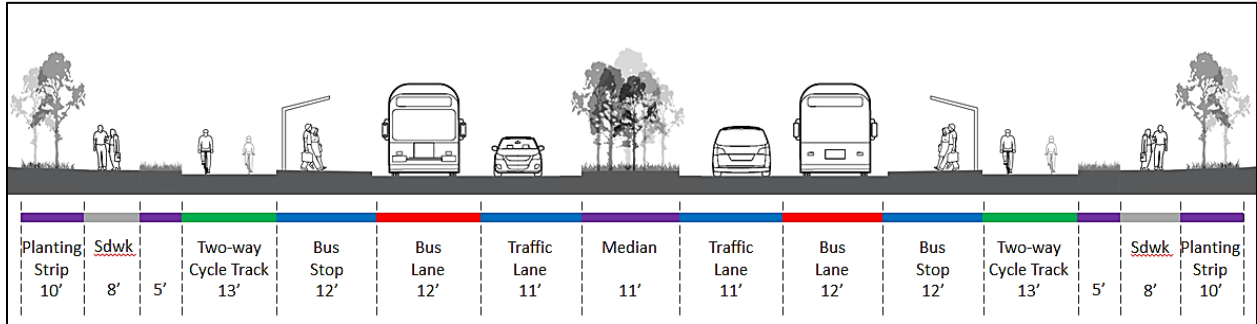 Planting
Strip
10’
Sdwk
8’
5’
Two-way
Cycle Track
13’
Bus
Stop
12’
Bus
Lane
12’
Traffic
Lane
11’
Median
11’
Traffic
Lane
11’
Bus
Lane
12’
Bus
Stop
12’
Two-way
Cycle Track
13’
5’
Sdwk
8’
Planting
Strip
10’